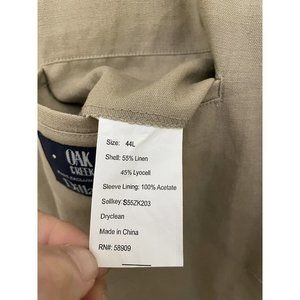 OAK
CREEK
Size: 44L
Shell: 55% Linen
45% Lyocell
Sleeve Lining: 100% Acetate
Sellkey: S55ZK203
Dryclean
Made in China
RN#: 58909